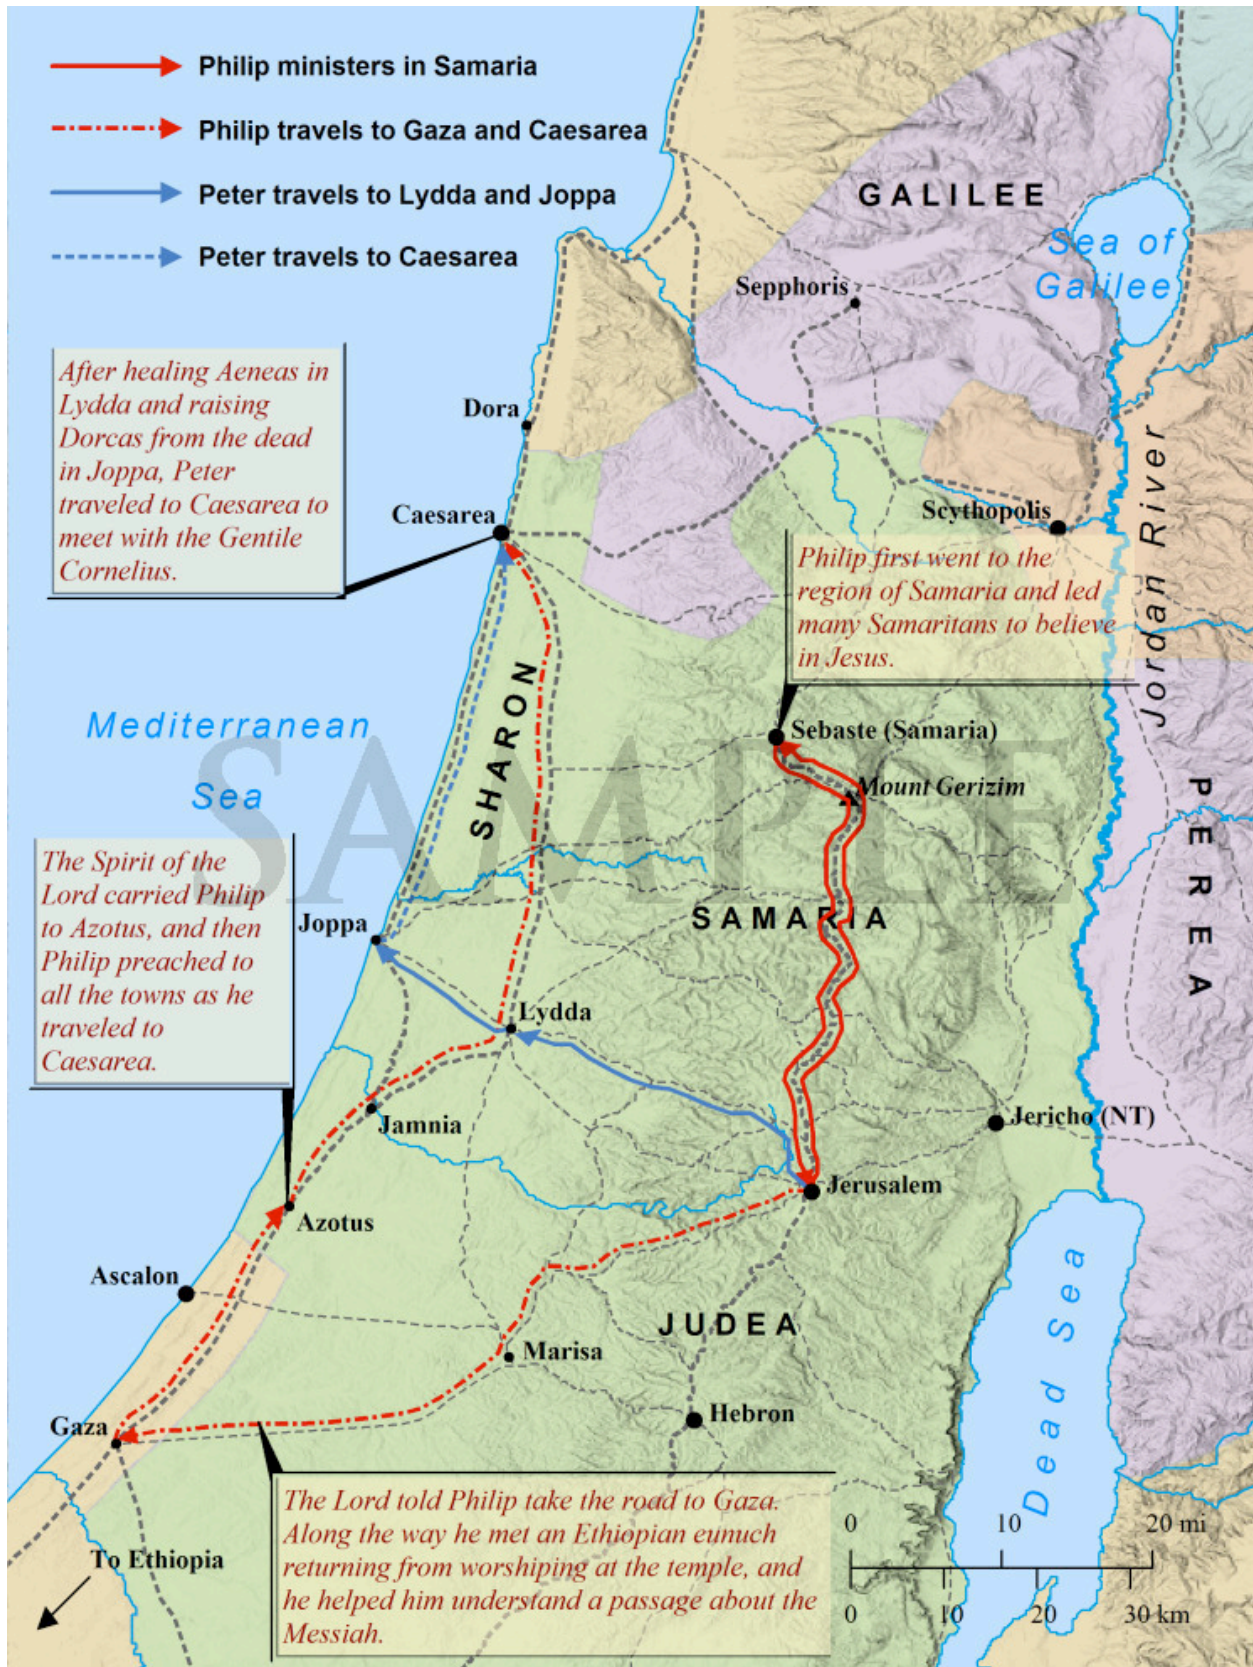 Philip ministers in Samaria
Philip travels to Gaza and Caesarea
Peter travels to Lydda and Joppa
Peter travels to Caesarea
GALILEE
Sea of
Galilee
Sepphoris
After healing Aeneas in
Lydda and raising
Dorcas from the dead
in Joppa, Peter
traveled to Caesarea to
meet with the Gentile
Cornelius.
Dora
Caesarea
Scythopolis
Jordan River
Philip first went to the
region of Samaria and led
many Samaritans to believe
in Jesus.
SHARON
Mediterranean
Sea
Sebaste (Samaria)
Mount Gerizim
PEREA
SAMPLE
The Spirit of the
Lord carried Philip
to Azotus, and then
Philip preached to
all the towns as he
traveled to
Caesarea.
Joppa
SAMARIA
Lydda
Jamnia
Jericho (NT)
Jerusalem
Azotus
Ascalon
JUDEA
Marisa
Dead Sea
Hebron
Gaza
The Lord told Philip take the road to Gaza.
Along the way he met an Ethiopian eunuch
returning from worshiping at the temple, and
he helped him understand a passage about the
Messiah.
To Ethiopia
0 10 20 mi
0 10 20 30 km